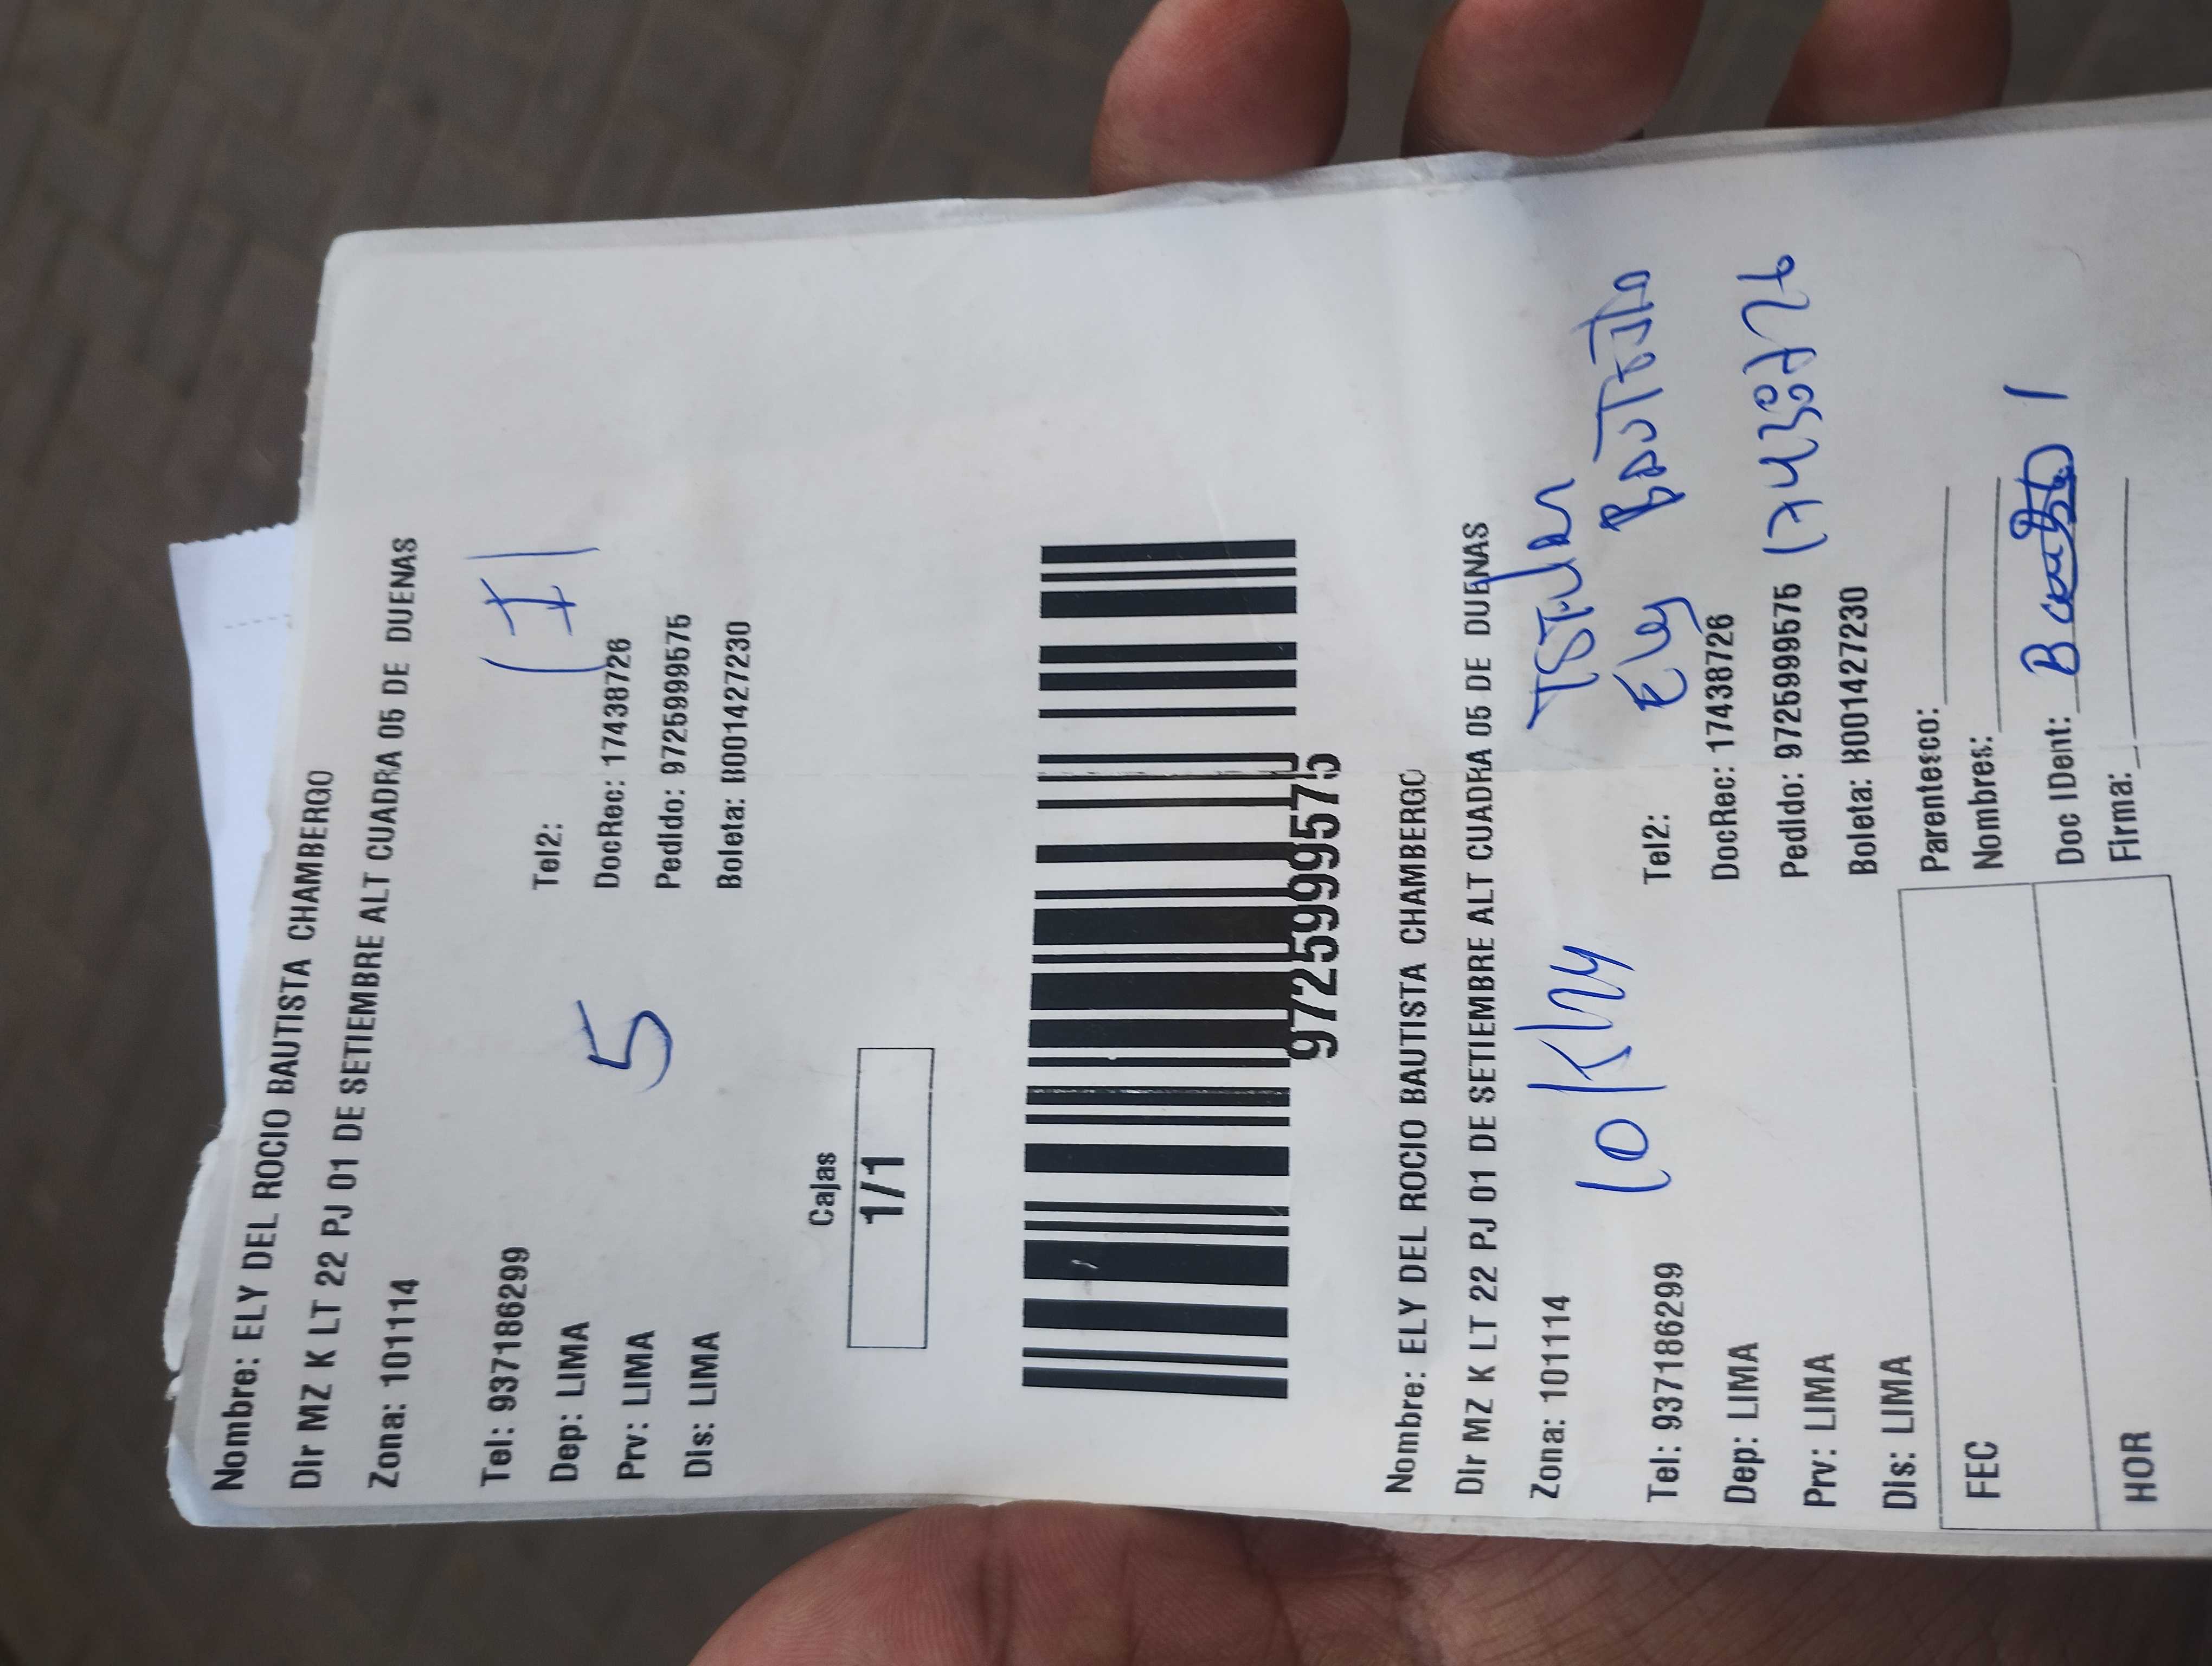 Nombre: ELY DEL ROCIO BAUTISTA CHAMBERGO
Dir MZ K LT 22 PJ 01 DE SETIEMBRE ALT CUADRA 05 DE DUENAS
Zona: 101114
Tel: 937186299 Tel2:
Dep: LIMA DocRec: 17438726
Prv: LIMA 5 Pedido: 9725999575
Dis: LIMA Boleta: B001427230
Cajas
1/1
9725999575
Nombre: ELY DEL ROCIO BAUTISTA CHAMBERGO
Dir MZ K LT 22 PJ 01 DE SETIEMBRE ALT CUADRA 05 DE DUENAS
Zona: 101114
Tel: 937186299 Tel2: Ely Bautista
Dep: LIMA DocRec: 17438726
Prv: LIMA Pedido: 9725999575 17438726
Dis: LIMA Boleta: B001427230
Parentesco:
FEC Nombres:
Doc IDent:
HOR Firma: